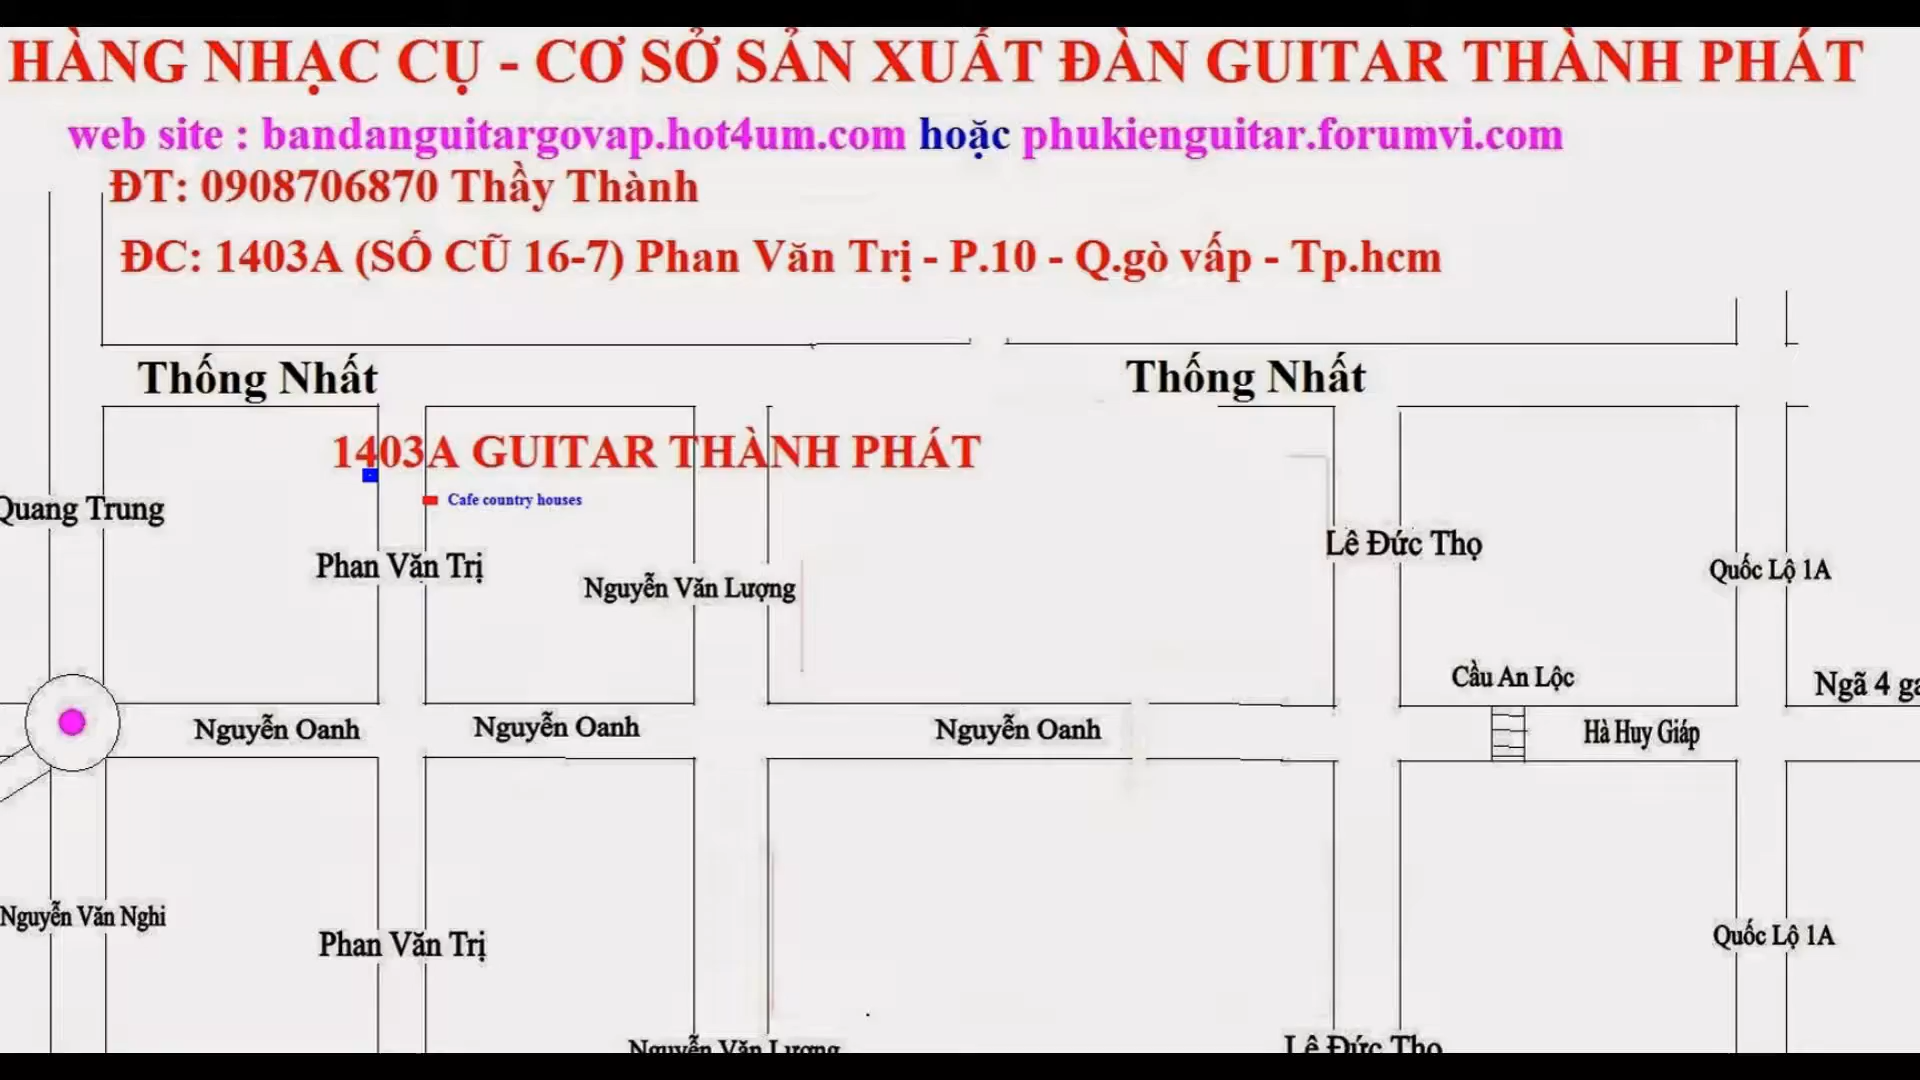 HÀNG NHẠC CỤ - CƠ SỞ SẢN XUẤT ĐÀN GUITAR THÀNH PHÁT
web site : bandanguitargovap.hot4um.com hoặc phukienguitar.forumvi.com
ĐT: 0908706870 Thầy Thành
ĐC: 1403A (SỐ CŨ 16-7) Phan Văn Trị - P.10 - Q.gò vấp - Tp.hcm
Thống Nhất
Thống Nhất
1403A GUITAR THÀNH PHÁT
Cafe country houses
Quang Trung
Phan Văn Trị
Nguyễn Văn Lượng
Lê Đức Thọ
Quốc Lộ 1A
Cầu An Lộc
Ngã 4 ga
Nguyễn Oanh
Nguyễn Oanh
Nguyễn Oanh
Hà Huy Giáp
Nguyễn Văn Nghi
Phan Văn Trị
Quốc Lộ 1A
Nguyễn Văn Lượng
Lê Đức Thọ